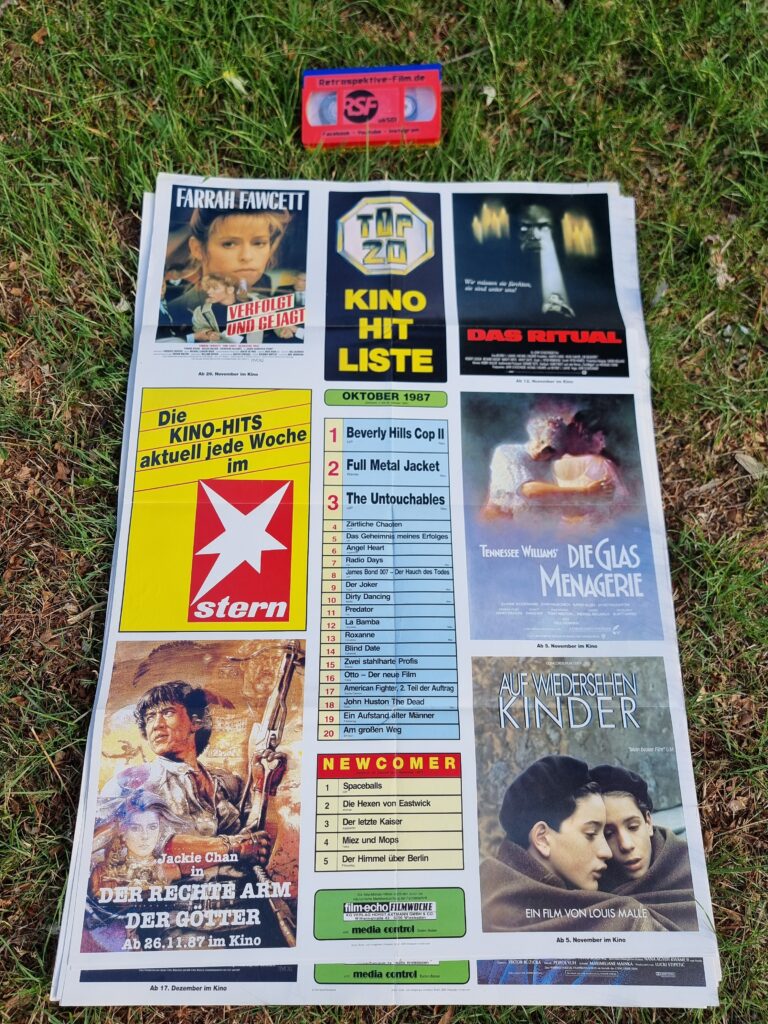 Retrospektive-Film.de
RSF
Facebook - Youtube - Instagram
FARRAH FAWCETT
VERFOLGT
UND GEJAGT
Ab 20. November im Kino
TOP
20
KINO
HIT
LISTE
Wir müssen sie fürchten,
sie sind unter uns!
DAS RITUAL
Ab 12. November im Kino
Die
KINO-HITS
aktuell jede Woche
im
stern
OKTOBER 1987
1 Beverly Hills Cop II
2 Full Metal Jacket
3 The Untouchables
4 Zärtliche Chaoten
5 Das Geheimnis meines Erfolges
6 Angel Heart
7 Radio Days
8 James Bond 007 – Der Hauch des Todes
9 Der Joker
10 Dirty Dancing
11 Predator
12 La Bamba
13 Roxanne
14 Blind Date
15 Zwei stahlharte Profis
16 Otto – Der neue Film
17 American Fighter, 2. Teil der Auftrag
18 John Huston The Dead
19 Ein Aufstand alter Männer
20 Am großen Weg
NEWCOMER
1 Spaceballs
2 Die Hexen von Eastwick
3 Der letzte Kaiser
4 Miez und Mops
5 Der Himmel über Berlin
film-echo FILMWOCHE
media control
TENNESSEE WILLIAMS' DIE GLAS
MENAGERIE
Ab 5. November im Kino
Jackie Chan
in
DER RECHTE ARM
DER GÖTTER
Ab 26.11.87 im Kino
AUF WIEDERSEHEN
KINDER
EIN FILM VON LOUIS MALLE
Ab 5. November im Kino
Ab 17. Dezember im Kino
media control